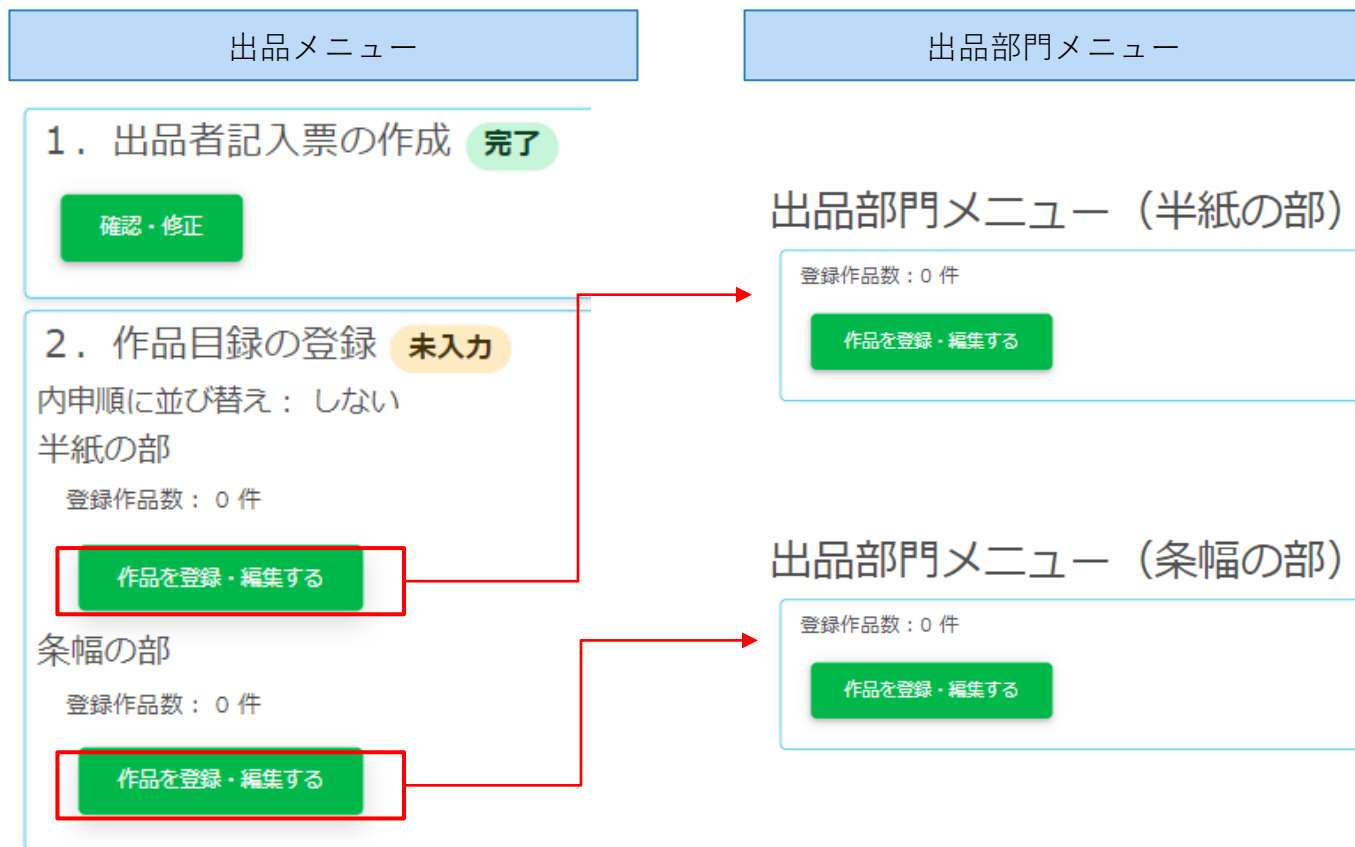 出品メニュー
1. 出品者記入票の作成 完了
確認・修正
2. 作品目録の登録 未入力
内申順に並び替え： しない
半紙の部
登録作品数： 0 件
作品を登録・編集する
条幅の部
登録作品数： 0 件
作品を登録・編集する
出品部門メニュー
出品部門メニュー（半紙の部）
登録作品数：0 件
作品を登録・編集する
出品部門メニュー（条幅の部）
登録作品数：0 件
作品を登録・編集する